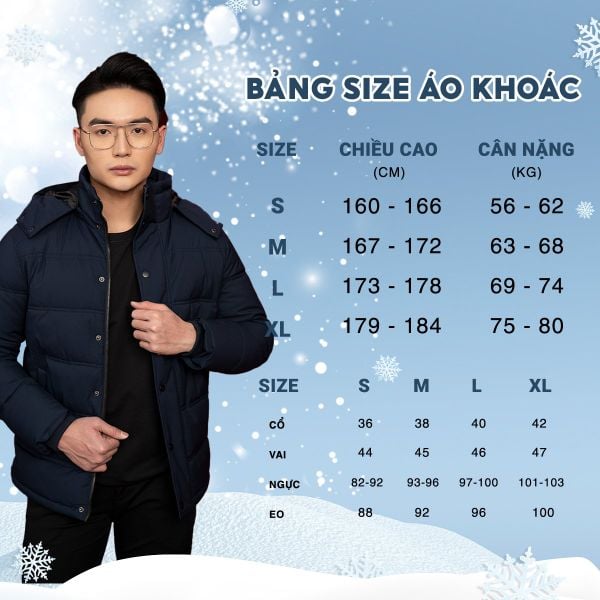 BẢNG SIZE ÁO KHOÁC
SIZE CHIỀU CAO CÂN NẶNG
(CM) (KG)
S 160 - 166 56 - 62
M 167 - 172 63 - 68
L 173 - 178 69 - 74
XL 179 - 184 75 - 80
SIZE S M L XL
CỔ 36 38 40 42
VAI 44 45 46 47
NGỰC 82-92 93-96 97-100 101-103
EO 88 92 96 100